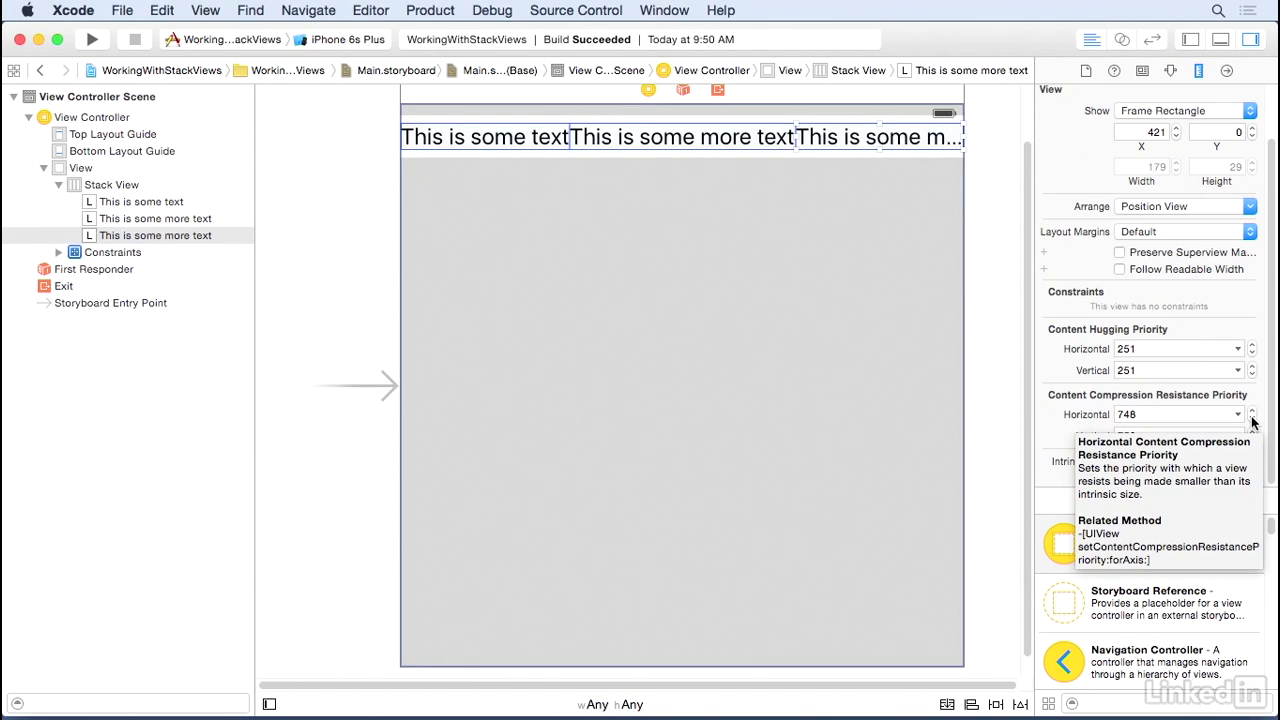 Xcode File Edit View Find Navigate Editor Product Debug Source Control Window Help
Working...ackViews iPhone 6s Plus WorkingWithStackViews Build Succeeded Today at 9:50 AM
WorkingWithStackViews Workin...Views Main.storyboard Main.s...(Base) View C...Scene View Controller View Stack View L This is some more text
View Controller Scene
View Controller
Top Layout Guide
Bottom Layout Guide
View
Stack View
L This is some text
L This is some more text
L This is some more text
Constraints
First Responder
Exit
Storyboard Entry Point
This is some text This is some more text This is some m...
wAny hAny
View
Show Frame Rectangle
421 0
X Y
179 29
Width Height
Arrange Position View
Layout Margins Default
Preserve Superview Ma...
Follow Readable Width
Constraints
This view has no constraints
Content Hugging Priority
Horizontal 251
Vertical 251
Content Compression Resistance Priority
Horizontal 748
Intrin
Horizontal Content Compression
Resistance Priority
Sets the priority with which a view
resists being made smaller than its
intrinsic size.
Related Method
-[UIView
setContentCompressionResistanceP
riority:forAxis:]
Storyboard Reference -
Provides a placeholder for a view
controller in an external storybo...
Navigation Controller - A
controller that manages navigation
through a hierarchy of views.
LinkedIn